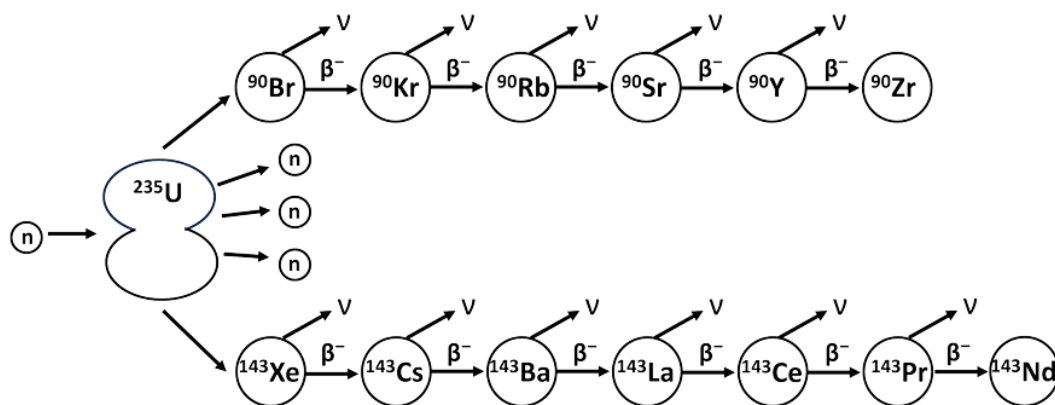 ν ν ν ν ν
β⁻ β⁻ β⁻ β⁻ β⁻
⁹⁰Br ⁹⁰Kr ⁹⁰Rb ⁹⁰Sr ⁹⁰Y ⁹⁰Zr
n
²³⁵U
n
n
n
ν ν ν ν ν ν
β⁻ β⁻ β⁻ β⁻ β⁻ β⁻
¹⁴³Xe ¹⁴³Cs ¹⁴³Ba ¹⁴³La ¹⁴³Ce ¹⁴³Pr ¹⁴³Nd